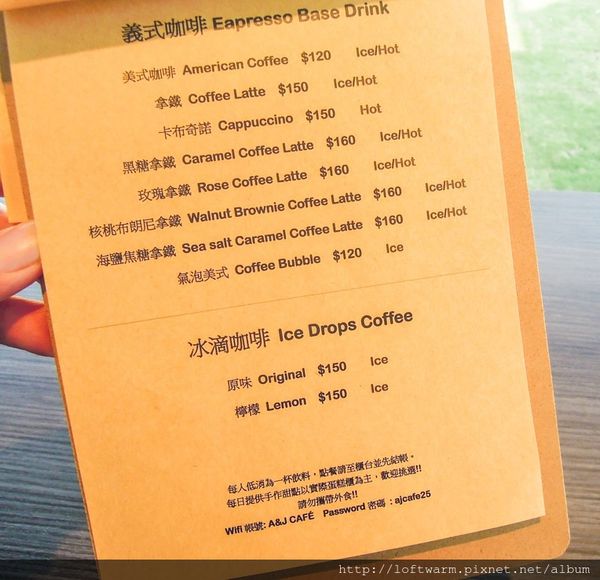 義式咖啡 Eapresso Base Drink
美式咖啡 American Coffee $120 Ice/Hot
拿鐵 Coffee Latte $150 Ice/Hot
卡布奇諾 Cappuccino $150 Hot
黑糖拿鐵 Caramel Coffee Latte $160 Ice/Hot
玫瑰拿鐵 Rose Coffee Latte $160 Ice/Hot
核桃布朗尼拿鐵 Walnut Brownie Coffee Latte $160 Ice/Hot
海鹽焦糖拿鐵 Sea salt Caramel Coffee Latte $160 Ice/Hot
氣泡美式 Coffee Bubble $120 Ice
冰滴咖啡 Ice Drops Coffee
原味 Original $150 Ice
檸檬 Lemon $150 Ice
每人低消為一杯飲料，點餐請至櫃台並先結帳。
每日提供手作甜點以實際蛋糕櫃為主，歡迎挑選!!
請勿攜帶外食!!
Wifi 帳號: A&J CAFÉ Password 密碼 : ajcafe25
http://loftwarm.pixnet.net/album